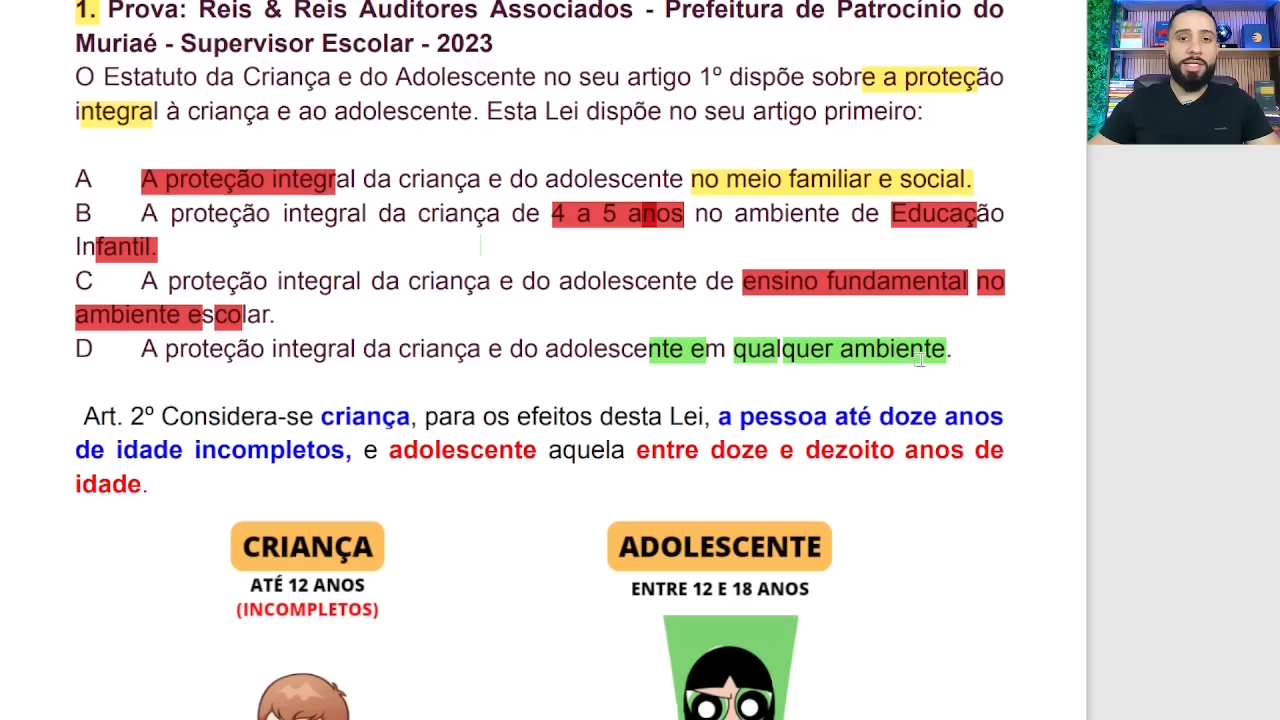 1. Prova: Reis & Reis Auditores Associados - Prefeitura de Patrocínio do
Muriaé - Supervisor Escolar - 2023
O Estatuto da Criança e do Adolescente no seu artigo 1º dispõe sobre a proteção
integral à criança e ao adolescente. Esta Lei dispõe no seu artigo primeiro:
A A proteção integral da criança e do adolescente no meio familiar e social.
B A proteção integral da criança de 4 a 5 anos no ambiente de Educação
Infantil.
C A proteção integral da criança e do adolescente de ensino fundamental no
ambiente escolar.
D A proteção integral da criança e do adolescente em qualquer ambiente.
Art. 2º Considera-se criança, para os efeitos desta Lei, a pessoa até doze anos
de idade incompletos, e adolescente aquela entre doze e dezoito anos de
idade.
CRIANÇA
ATÉ 12 ANOS
(INCOMPLETOS)
ADOLESCENTE
ENTRE 12 E 18 ANOS